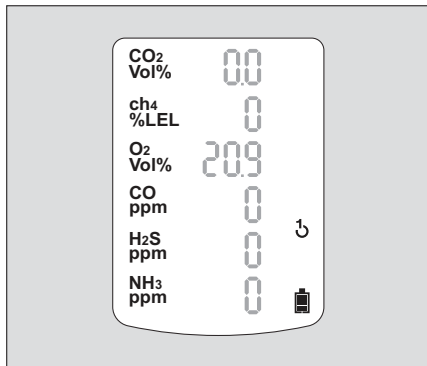 CO2
Vol% 0.0
ch4
%LEL 0
O2
Vol% 20.9
CO
ppm 0
H2S
ppm 0
NH3
ppm 0
1